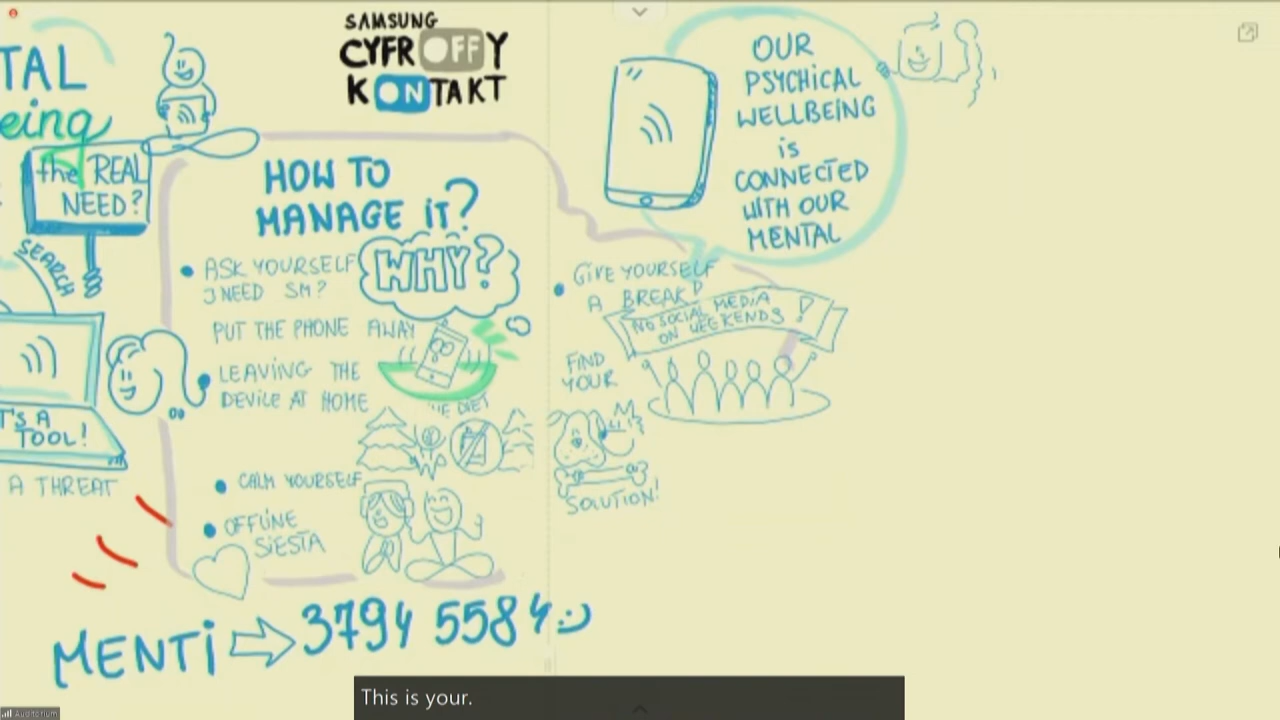 TAL
eing
the REAL
NEED?
SEARCH
T'S A
TOOL!
A THREAT
SAMSUNG
CYFROFFY
KONTAKT
HOW TO
MANAGE iT?
ASK YOURSELF
I NEED SM?
WHY?
PUT THE PHONE AWAY
LEAVING THE
DEVICE AT HOME
DIET
CALM YOURSELF
OFFLINE
SIESTA
OUR
PSYCHICAL
WELLBEING
is
CONNECTED
WITH OUR
MENTAL
GIVE YOURSELF
A BREAK?
NO SOCIAL MEDIA
ON WEEKENDS!
FIND
YOUR
SOLUTION!
MENTI
3794 5584 :)
This is your.
Auditorium